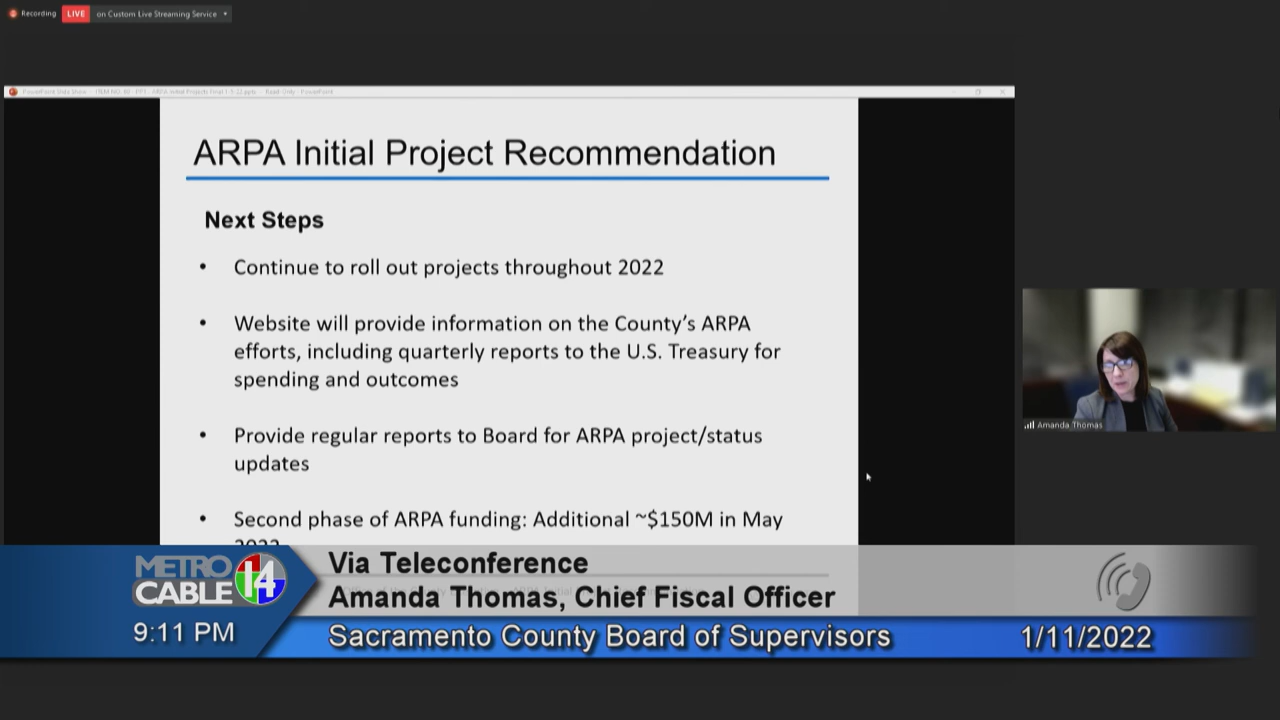 Recording
LIVE
on Custom Live Streaming Service
ARPA Initial Project Recommendation
Next Steps
• Continue to roll out projects throughout 2022
• Website will provide information on the County's ARPA
efforts, including quarterly reports to the U.S. Treasury for
spending and outcomes
• Provide regular reports to Board for ARPA project/status
updates
• Second phase of ARPA funding: Additional ~$150M in May
Amanda Thomas
METRO
CABLE 14
9:11 PM
Via Teleconference
Amanda Thomas, Chief Fiscal Officer
Sacramento County Board of Supervisors
1/11/2022